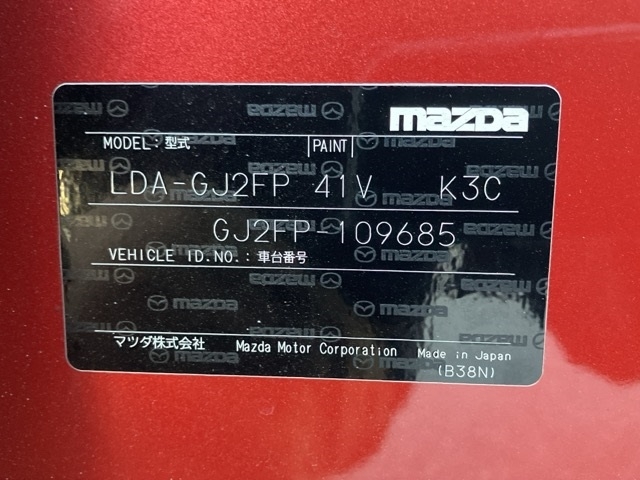 mazda
MODEL: 型式 PAINT
LDA-GJ2FP 41V K3C
GJ2FP-109685
VEHICLE ID.NO.: 車台番号
マツダ株式会社 Mazda Motor Corporation Made in Japan
(B38N)